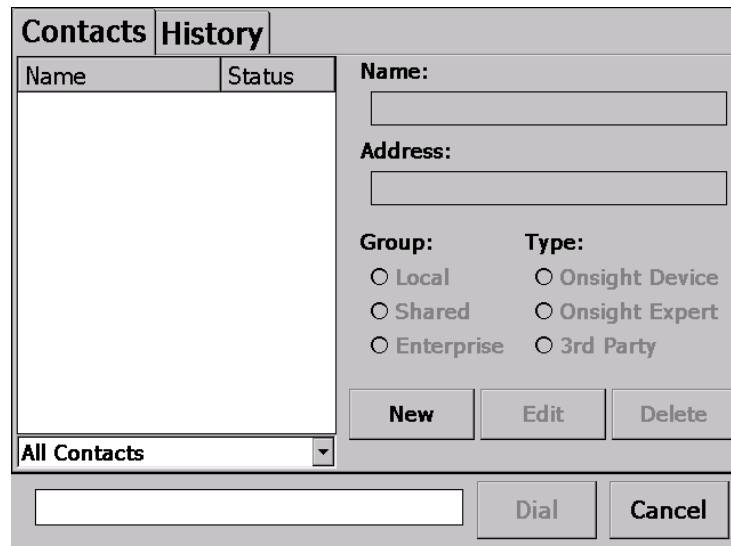 Contacts History
Name Status
Name:
Address:
Group: Type:
Local Onsight Device
Shared Onsight Expert
Enterprise 3rd Party
New Edit Delete
All Contacts
Dial Cancel